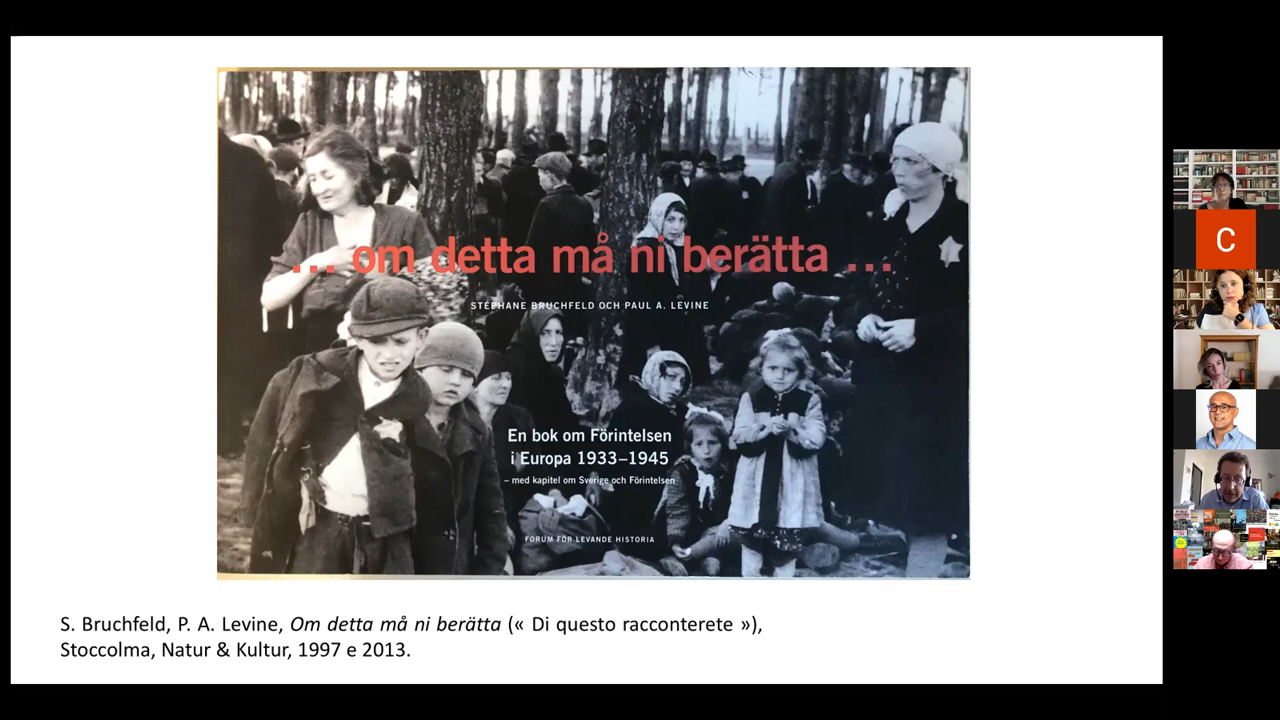 ... om detta må ni berätta ...
STÉPHANE BRUCHFELD OCH PAUL A. LEVINE
En bok om Förintelsen
i Europa 1933–1945
– med kapitel om Sverige och Förintelsen
FORUM FÖR LEVANDE HISTORIA
S. Bruchfeld, P. A. Levine, Om detta må ni berätta (« Di questo racconterete »),
Stoccolma, Natur & Kultur, 1997 e 2013.
C